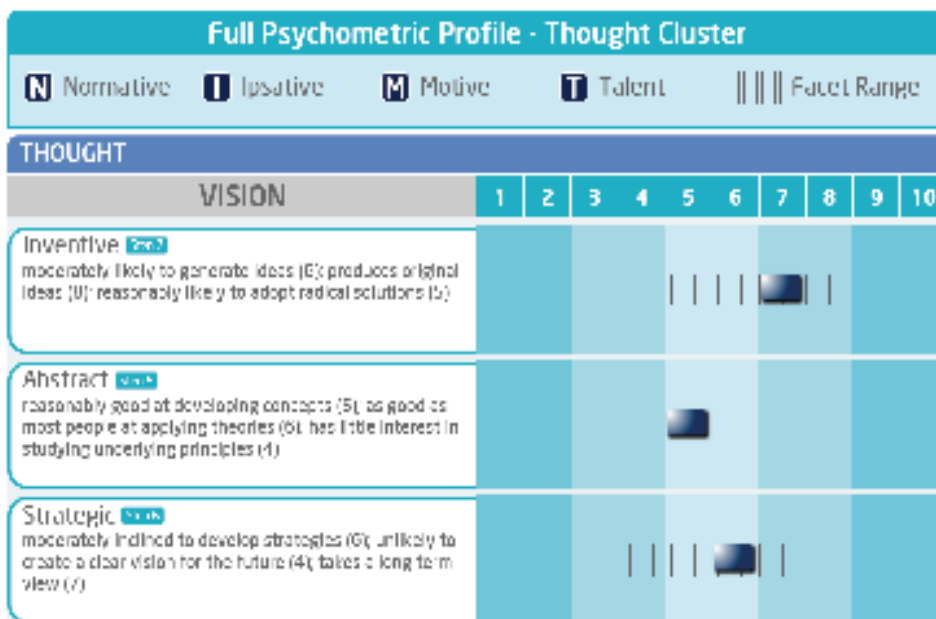 Full Psychometric Profile - Thought Cluster
N Normative I Ipsative M Motive T Talent Facet Range
THOUGHT
VISION 1 2 3 4 5 6 7 8 9 10
Inventive Sten 7
moderately likely to generate ideas (6); produces original
ideas (8); reasonably likely to adopt radical solutions (5)
Abstract
reasonably good at developing concepts (5); as good as
most people at applying theories (6); has little interest in
studying underlying principles (4)
Strategic
moderately inclined to develop strategies (6); unlikely to
create a clear vision for the future (4); takes a long-term
view (7)